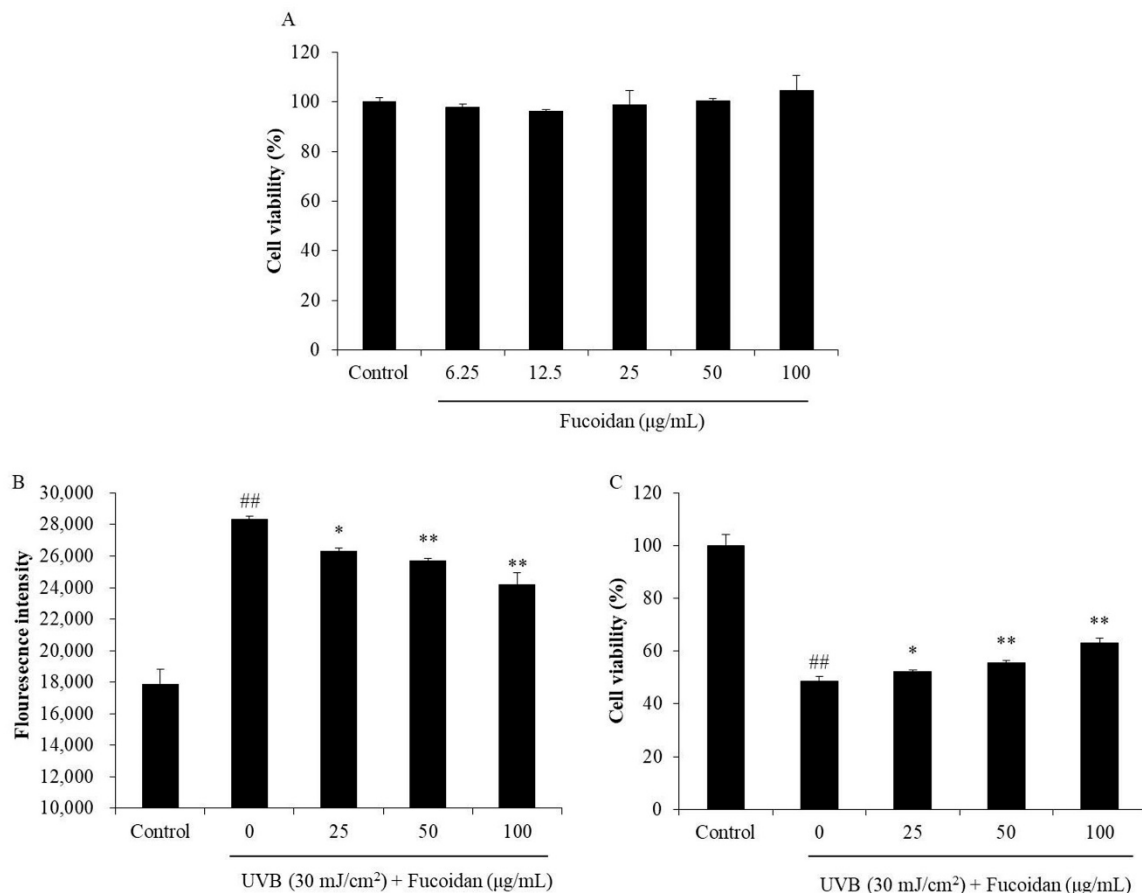 A
Cell viability (%)
120
100
80
60
40
20
0
Control 6.25 12.5 25 50 100
Fucoidan (μg/mL)
B
Flouresecnce intensity
30,000
28,000
26,000
24,000
22,000
20,000
18,000
16,000
14,000
12,000
10,000
##
*
**
**
Control 0 25 50 100
UVB (30 mJ/cm²) + Fucoidan (μg/mL)
C
Cell viability (%)
120
100
80
60
40
20
0
##
*
**
**
Control 0 25 50 100
UVB (30 mJ/cm²) + Fucoidan (μg/mL)